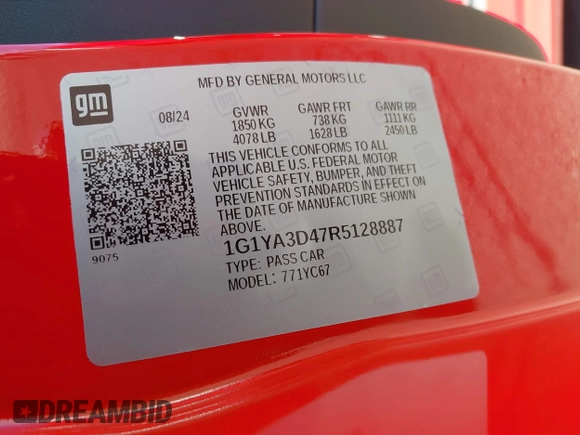 MFD BY GENERAL MOTORS LLC
gm
08/24
GVWR
1850 KG
4078 LB
GAWR FRT
738 KG
1628 LB
GAWR RR
1111 KG
2450 LB
THIS VEHICLE CONFORMS TO ALL
APPLICABLE U.S. FEDERAL MOTOR
VEHICLE SAFETY, BUMPER, AND THEFT
PREVENTION STANDARDS IN EFFECT ON
THE DATE OF MANUFACTURE SHOWN
ABOVE.
9075
1G1YA3D47R5128887
TYPE: PASS CAR
MODEL: 771YC67
DREAMBID